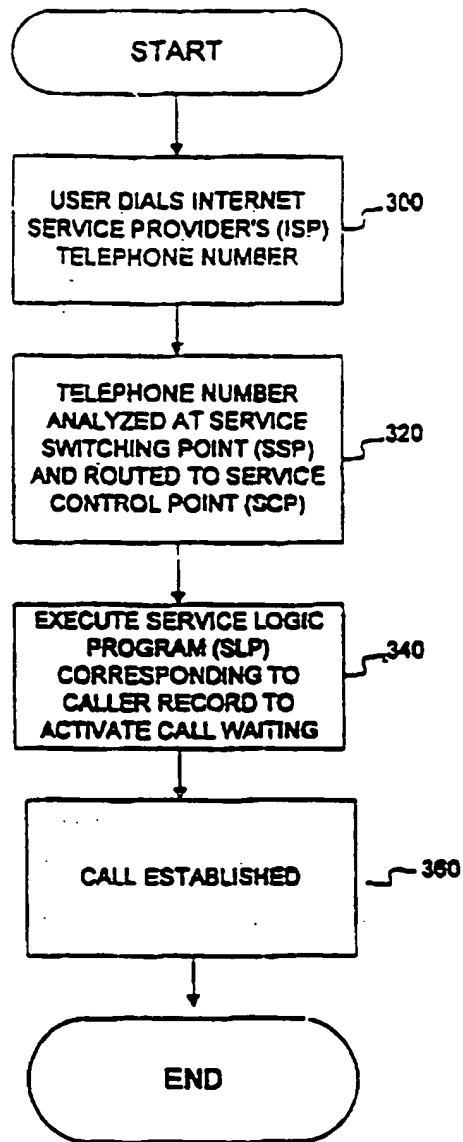 START
USER DIALS INTERNET
SERVICE PROVIDER'S (ISP)
TELEPHONE NUMBER
300
TELEPHONE NUMBER
ANALYZED AT SERVICE
SWITCHING POINT (SSP)
AND ROUTED TO SERVICE
CONTROL POINT (SCP)
320
EXECUTE SERVICE LOGIC
PROGRAM (SLP)
CORRESPONDING TO
CALLER RECORD TO
ACTIVATE CALL WAITING
340
CALL ESTABLISHED
360
END